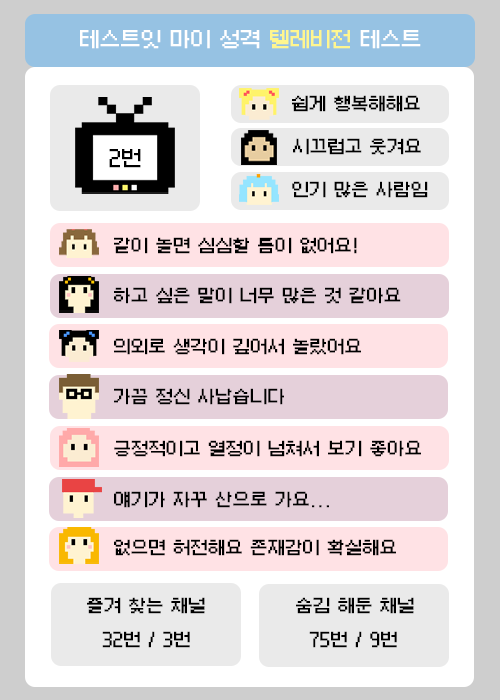 테스트잇 마이 성격 텔레비전 테스트
2번
쉽게 행복해해요
시끄럽고 웃겨요
인기 많은 사람임
같이 놀면 심심할 틈이 없어요!
하고 싶은 말이 너무 많은 것 같아요
의외로 생각이 깊어서 놀랐어요
가끔 정신 사납습니다
긍정적이고 열정이 넘쳐서 보기 좋아요
얘기가 자꾸 산으로 가요...
없으면 허전해요 존재감이 확실해요
즐겨 찾는 채널
32번 / 3번
숨김 해둔 채널
75번 / 9번